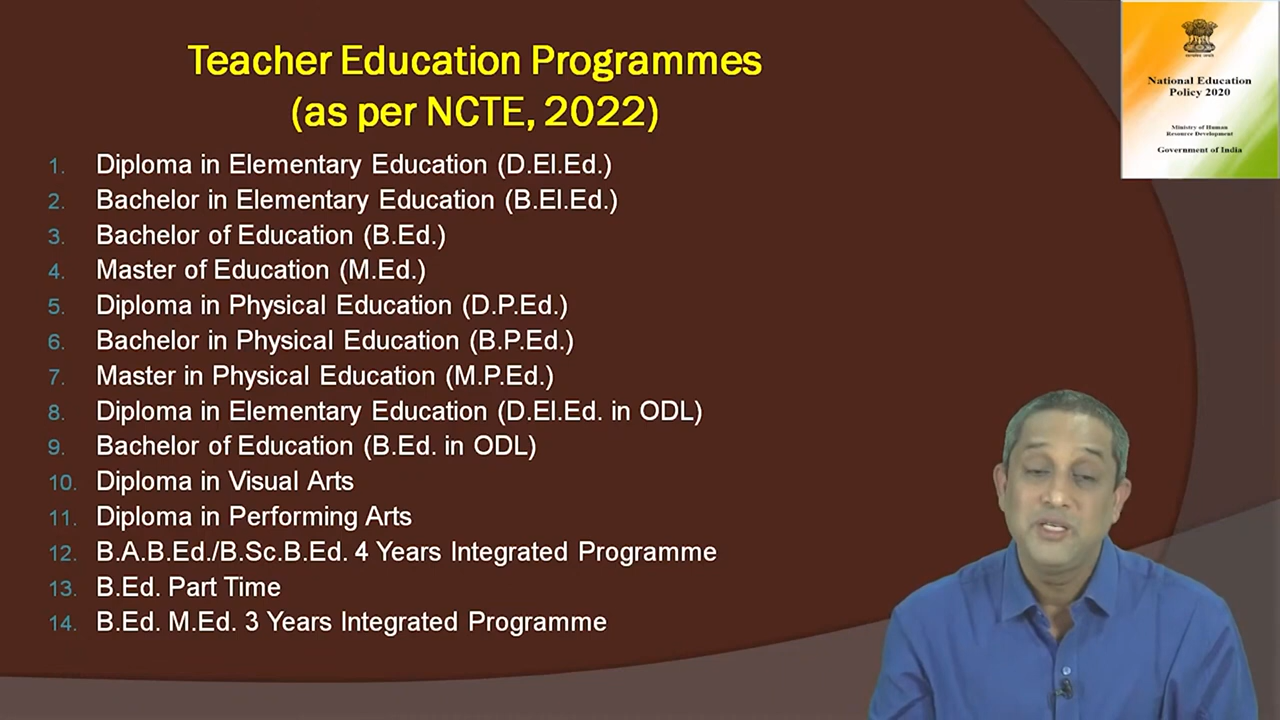 Teacher Education Programmes
(as per NCTE, 2022)
1. Diploma in Elementary Education (D.El.Ed.)
2. Bachelor in Elementary Education (B.El.Ed.)
3. Bachelor of Education (B.Ed.)
4. Master of Education (M.Ed.)
5. Diploma in Physical Education (D.P.Ed.)
6. Bachelor in Physical Education (B.P.Ed.)
7. Master in Physical Education (M.P.Ed.)
8. Diploma in Elementary Education (D.El.Ed. in ODL)
9. Bachelor of Education (B.Ed. in ODL)
10. Diploma in Visual Arts
11. Diploma in Performing Arts
12. B.A.B.Ed./B.Sc.B.Ed. 4 Years Integrated Programme
13. B.Ed. Part Time
14. B.Ed. M.Ed. 3 Years Integrated Programme
National Education
Policy 2020
Ministry of Human
Resource Development
Government of India